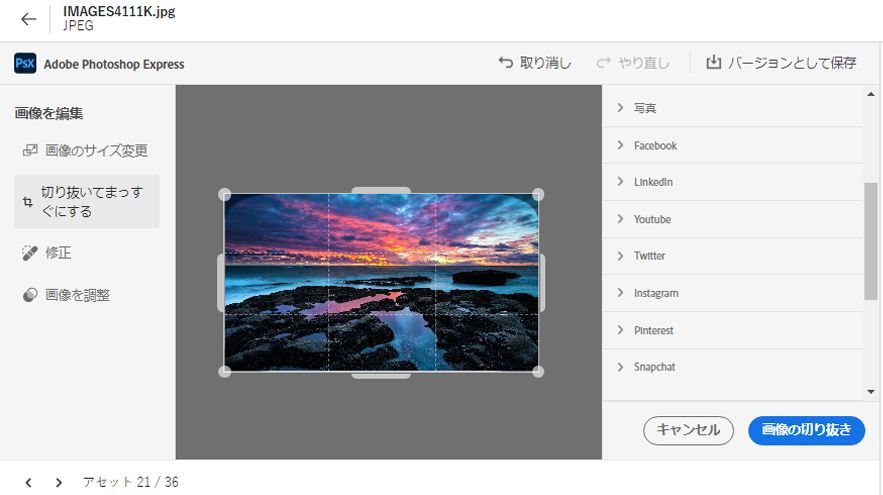 IMAGES4111K.jpg
JPEG
PsX Adobe Photoshop Express
取り消し
やり直し
バージョンとして保存
画像を編集
画像のサイズ変更
切り抜いてまっす
ぐにする
修正
画像を調整
写真
Facebook
LinkedIn
Youtube
Twitter
Instagram
Pinterest
Snapchat
キャンセル
画像の切り抜き
アセット 21 / 36